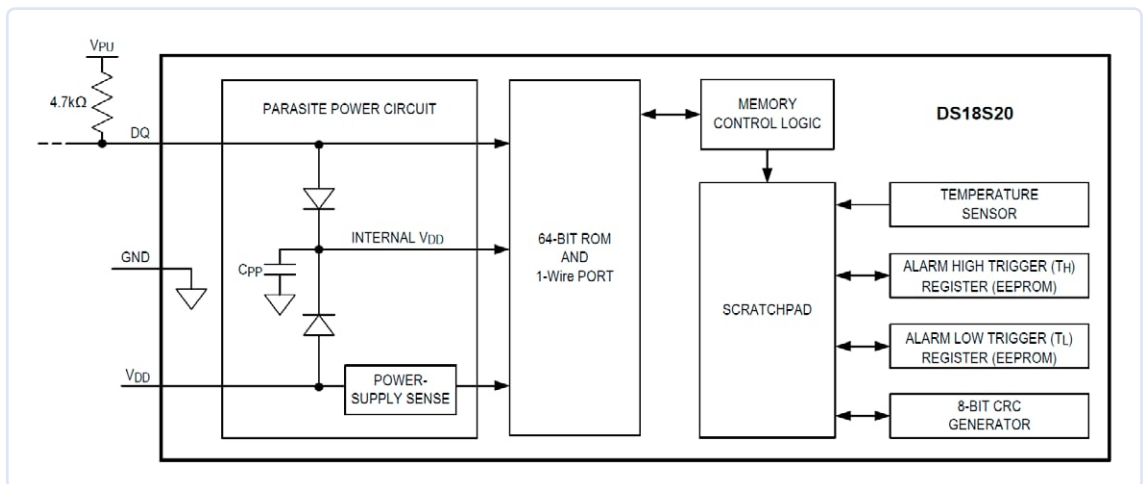 VPU
4.7kΩ
DQ
GND
VDD
PARASITE POWER CIRCUIT
INTERNAL VDD
CPP
POWER-
SUPPLY SENSE
64-BIT ROM
AND
1-Wire PORT
MEMORY
CONTROL LOGIC
SCRATCHPAD
DS18S20
TEMPERATURE
SENSOR
ALARM HIGH TRIGGER (TH)
REGISTER (EEPROM)
ALARM LOW TRIGGER (TL)
REGISTER (EEPROM)
8-BIT CRC
GENERATOR